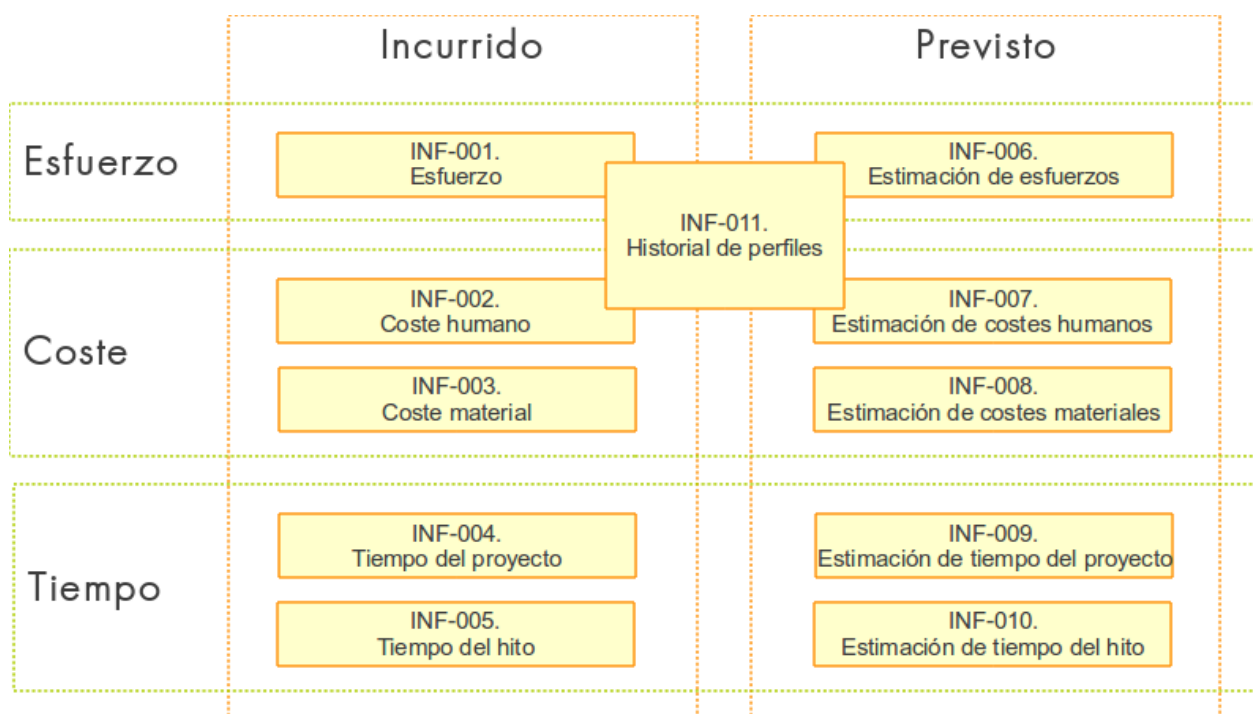 Incurrido
Previsto
Esfuerzo
INF-001.
Esfuerzo
INF-006.
Estimación de esfuerzos
INF-011.
Historial de perfiles
Coste
INF-002.
Coste humano
INF-007.
Estimación de costes humanos
INF-003.
Coste material
INF-008.
Estimación de costes materiales
Tiempo
INF-004.
Tiempo del proyecto
INF-009.
Estimación de tiempo del proyecto
INF-005.
Tiempo del hito
INF-010.
Estimación de tiempo del hito